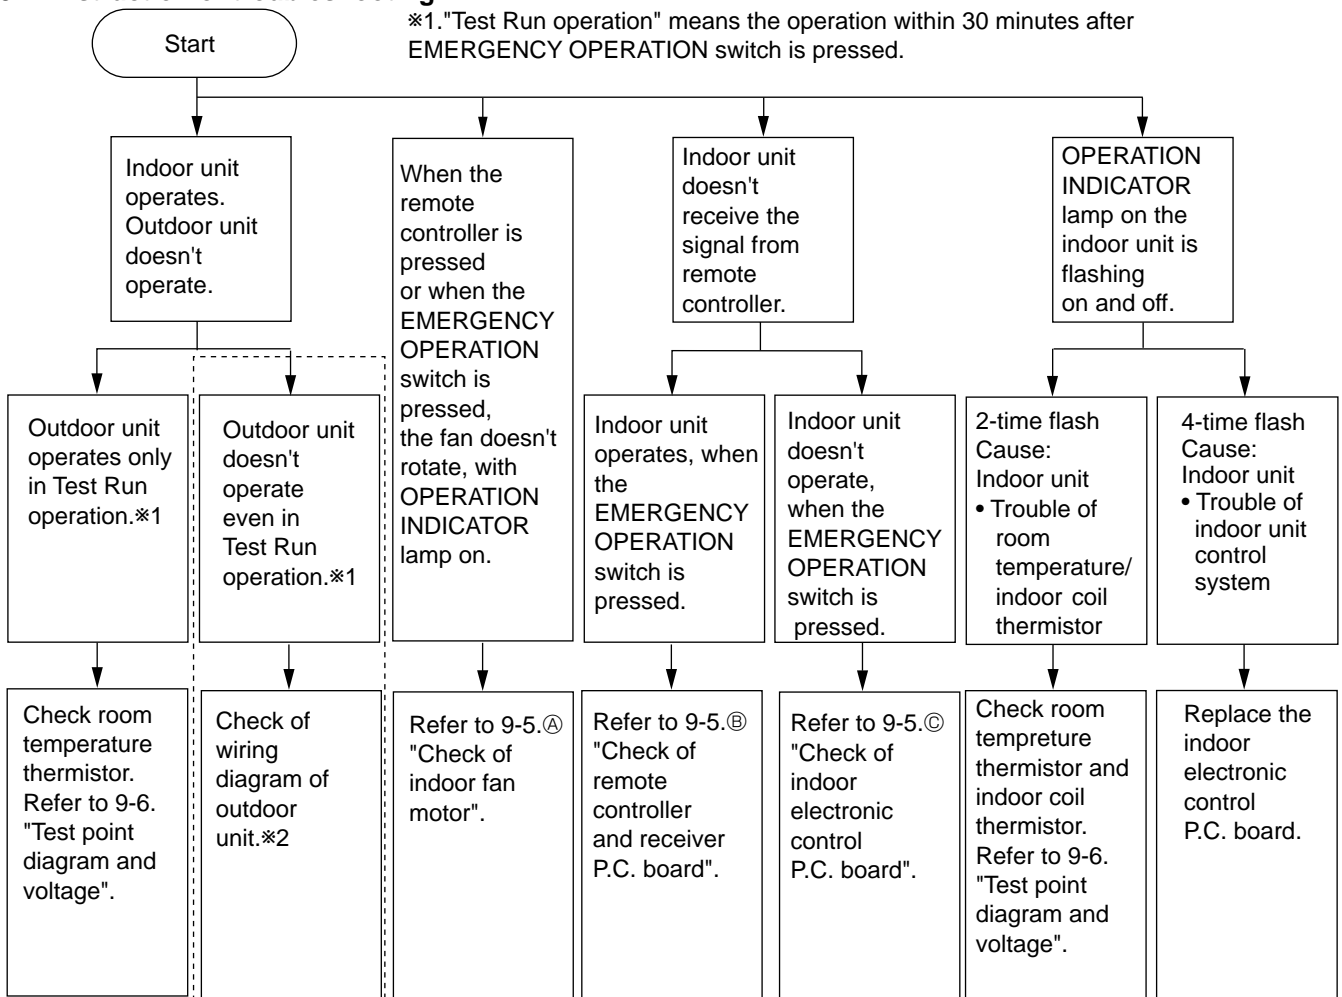 ※1."Test Run operation" means the operation within 30 minutes after
EMERGENCY OPERATION switch is pressed.
Start
Indoor unit
operates.
Outdoor unit
doesn't
operate.
When the
remote
controller is
pressed
or when the
EMERGENCY
OPERATION
switch is
pressed,
the fan doesn't
rotate, with
OPERATION
INDICATOR
lamp on.
Indoor unit
doesn't
receive the
signal from
remote
controller.
OPERATION
INDICATOR
lamp on the
indoor unit is
flashing
on and off.
Outdoor unit
operates only
in Test Run
operation.※1
Outdoor unit
doesn't
operate
even in
Test Run
operation.※1
Indoor unit
operates, when
the
EMERGENCY
OPERATION
switch is
pressed.
Indoor unit
doesn't
operate,
when the
EMERGENCY
OPERATION
switch is
pressed.
2-time flash
Cause:
Indoor unit
• Trouble of
room
temperature/
indoor coil
thermistor
4-time flash
Cause:
Indoor unit
• Trouble of
indoor unit
control
system
Check room
temperature
thermistor.
Refer to 9-6.
"Test point
diagram and
voltage".
Check of
wiring
diagram of
outdoor
unit.※2
Refer to 9-5.Ⓐ
"Check of
indoor fan
motor".
Refer to 9-5.Ⓑ
"Check of
remote
controller
and receiver
P.C. board".
Refer to 9-5.Ⓒ
"Check of
indoor
electronic
control
P.C. board".
Check room
tempreture
thermistor and
indoor coil
thermistor.
Refer to 9-6.
"Test point
diagram and
voltage".
Replace the
indoor
electronic
control
P.C. board.